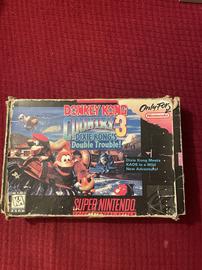 Only For
Nintendo
DONKEY KONG
COUNTRY 3
DIXIE KONG'S
Double Trouble!
Dixie Kong Meets
KAOS in a Wild
New Adventure!
SUPER NINTENDO